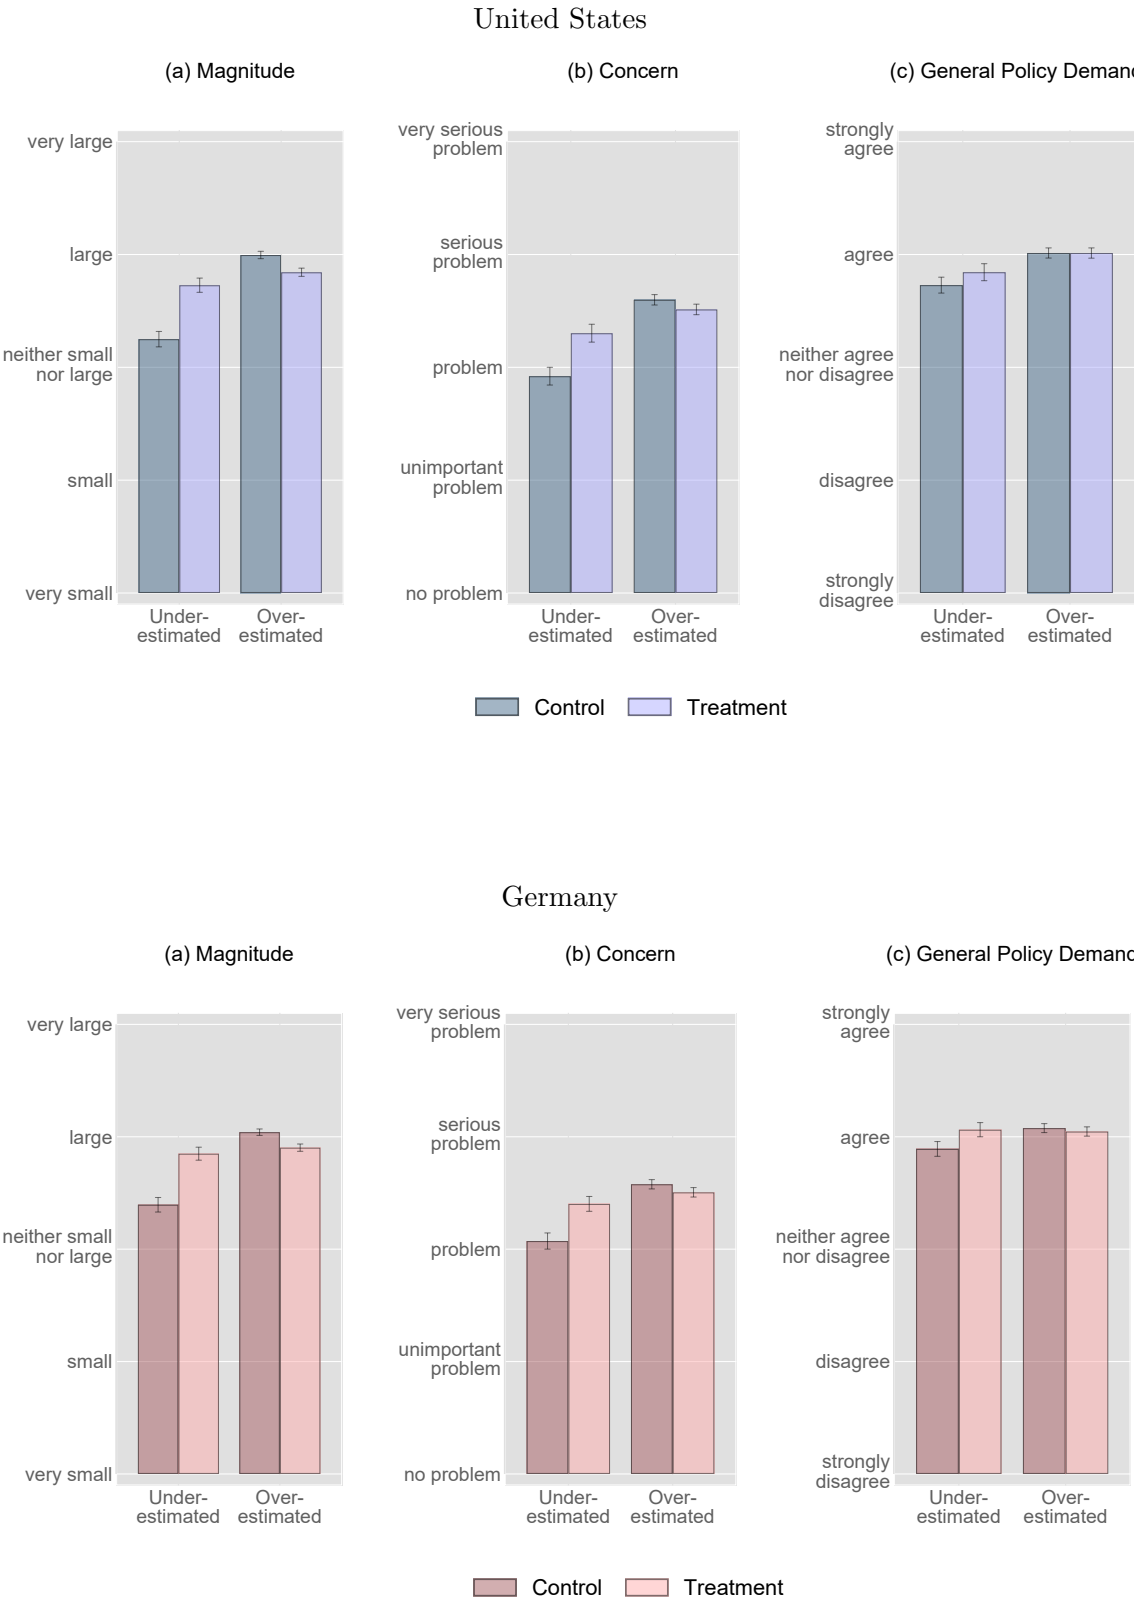 United States
(a) Magnitude
(b) Concern
(c) General Policy Demand
very large
large
neither small
nor large
small
very small
Under-
estimated
Over-
estimated
very serious
problem
serious
problem
problem
unimportant
problem
no problem
Under-
estimated
Over-
estimated
strongly
agree
agree
neither agree
nor disagree
disagree
strongly
disagree
Under-
estimated
Over-
estimated
Control
Treatment
Germany
(a) Magnitude
(b) Concern
(c) General Policy Demand
very large
large
neither small
nor large
small
very small
Under-
estimated
Over-
estimated
very serious
problem
serious
problem
problem
unimportant
problem
no problem
Under-
estimated
Over-
estimated
strongly
agree
agree
neither agree
nor disagree
disagree
strongly
disagree
Under-
estimated
Over-
estimated
Control
Treatment